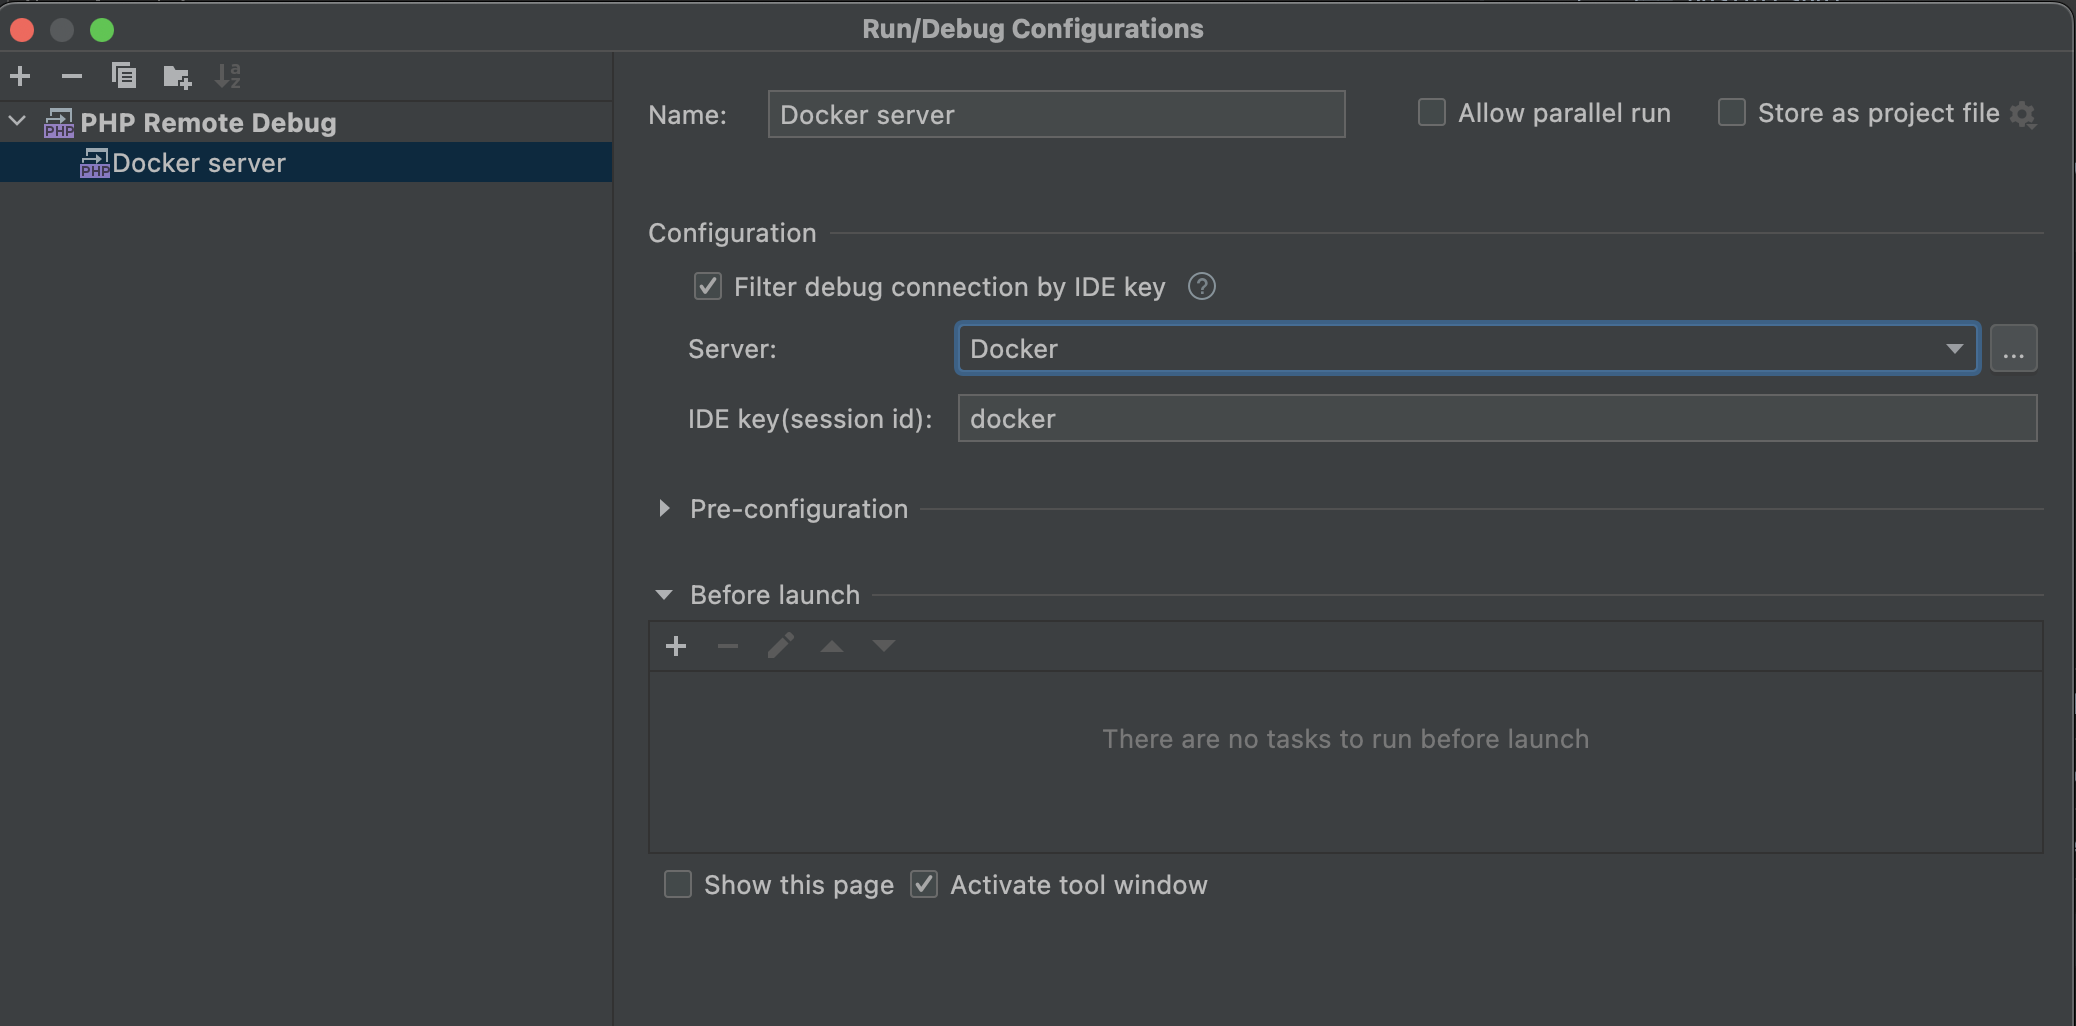 Run/Debug Configurations
PHP Remote Debug
Docker server
Name: Docker server
Allow parallel run
Store as project file
Configuration
Filter debug connection by IDE key ?
Server: Docker ...
IDE key(session id): docker
Pre-configuration
Before launch
There are no tasks to run before launch
Show this page
Activate tool window